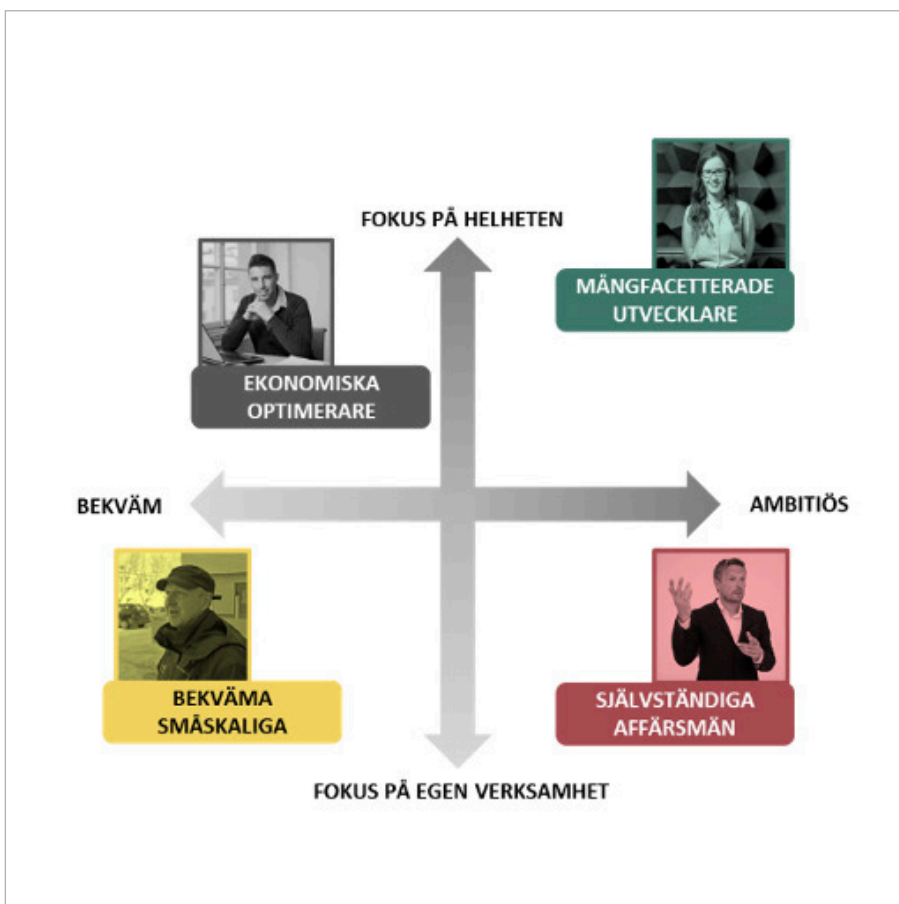 FOKUS PÅ HELHETEN
MÅNGFACETTERADE
UTVECKLARE
EKONOMISKA
OPTIMERARE
BEKVÄM
AMBITIÖS
BEKVÄMA
SMÅSKALIGA
SJÄLVSTÄNDIGA
AFFÄRSMÄN
FOKUS PÅ EGEN VERKSAMHET